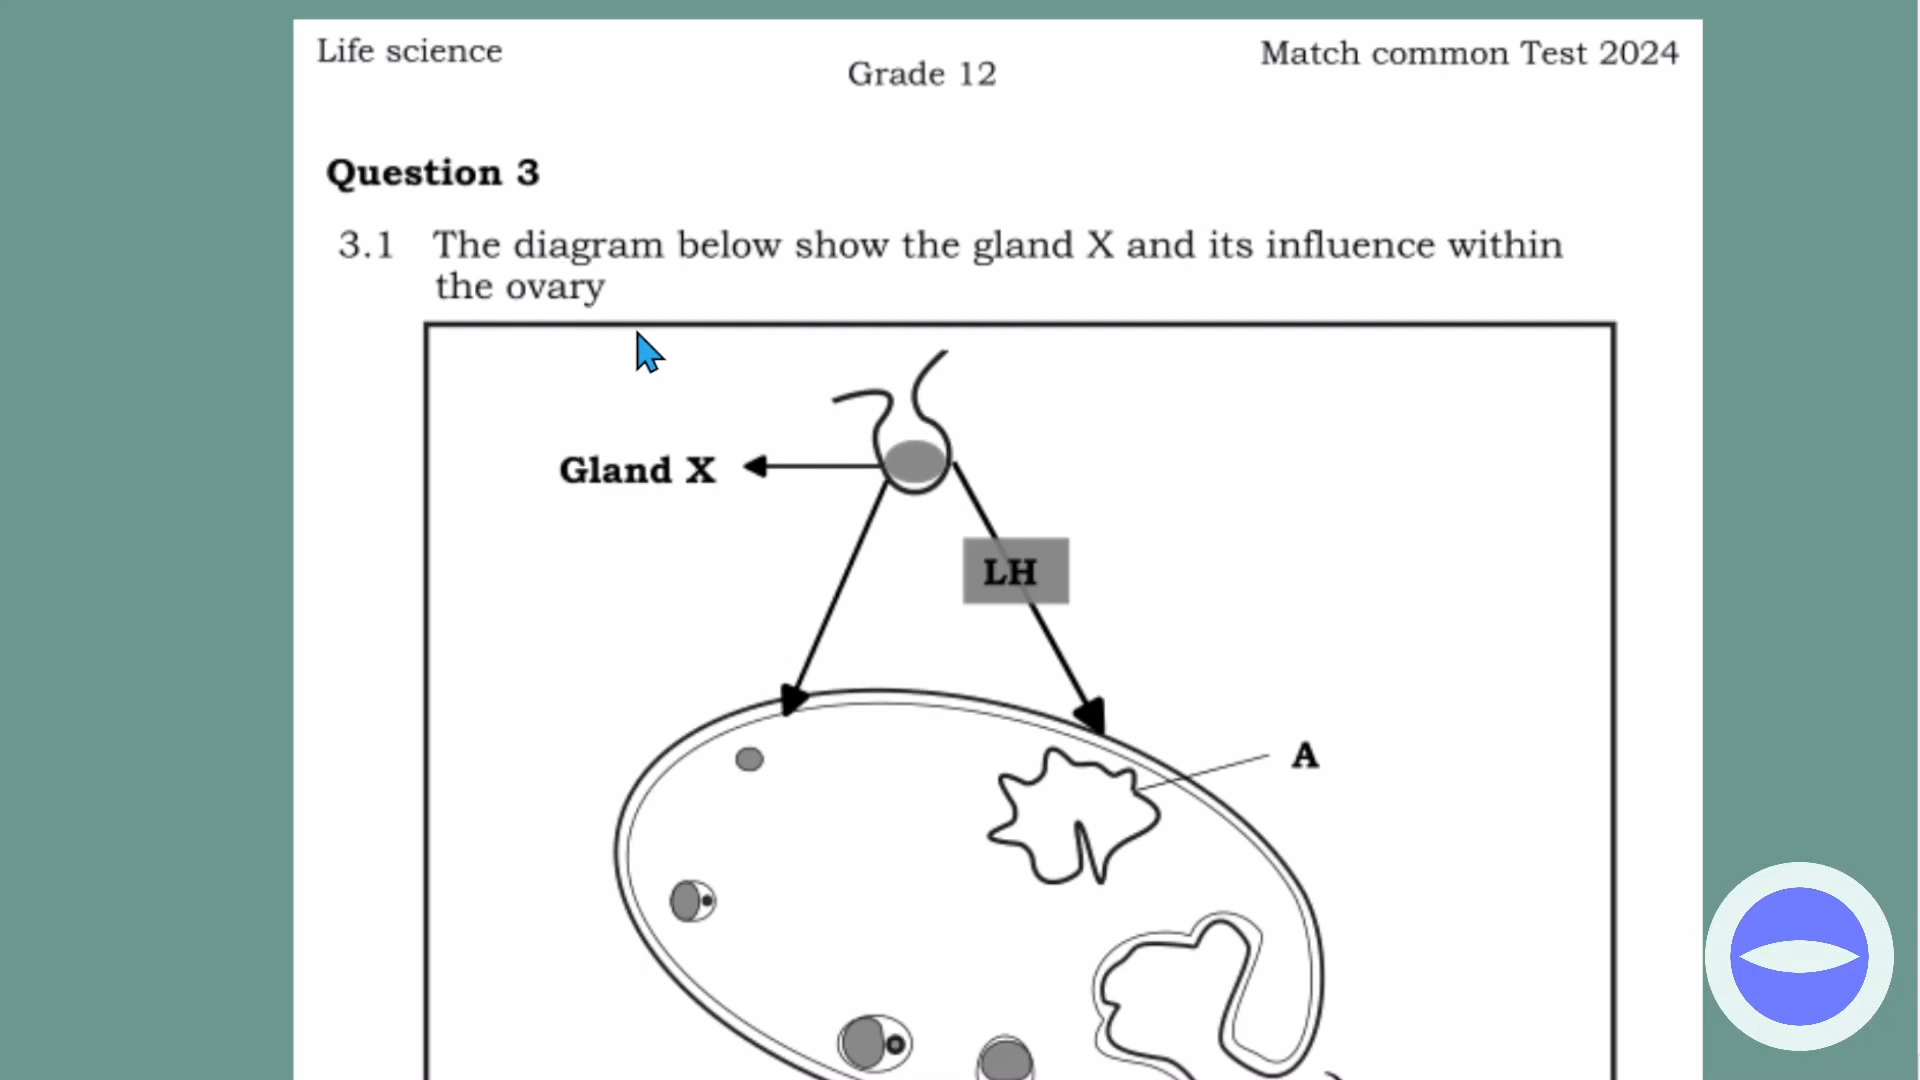 Life science
Grade 12
Match common Test 2024
Question 3
3.1 The diagram below show the gland X and its influence within
the ovary
Gland X
LH
A